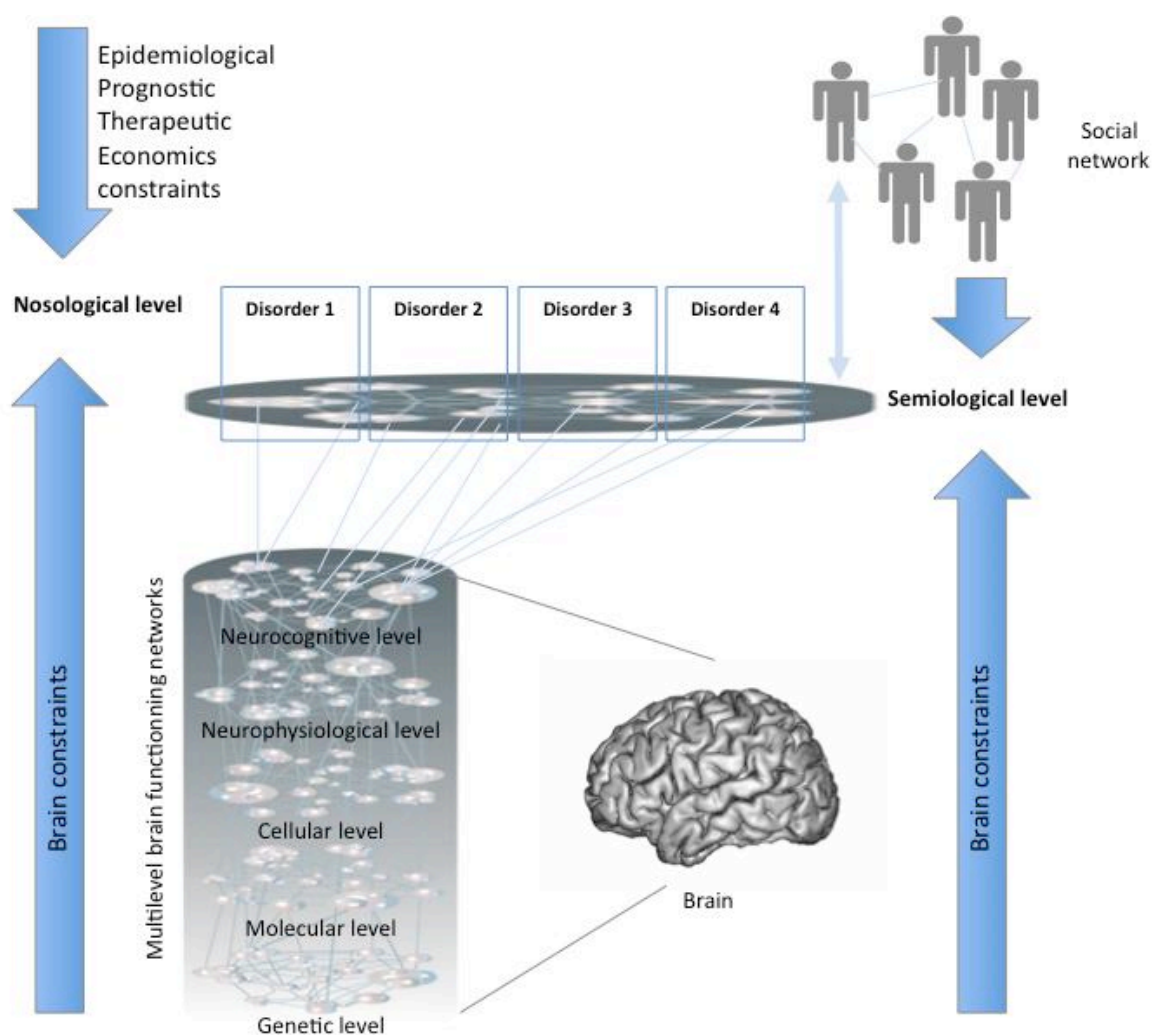 Epidemiological
Prognostic
Therapeutic
Economics
constraints
Social
network
Nosological level
Disorder 1
Disorder 2
Disorder 3
Disorder 4
Semiological level
Multilevel brain functionning networks
Neurocognitive level
Neurophysiological level
Cellular level
Molecular level
Genetic level
Brain constraints
Brain
Brain constraints